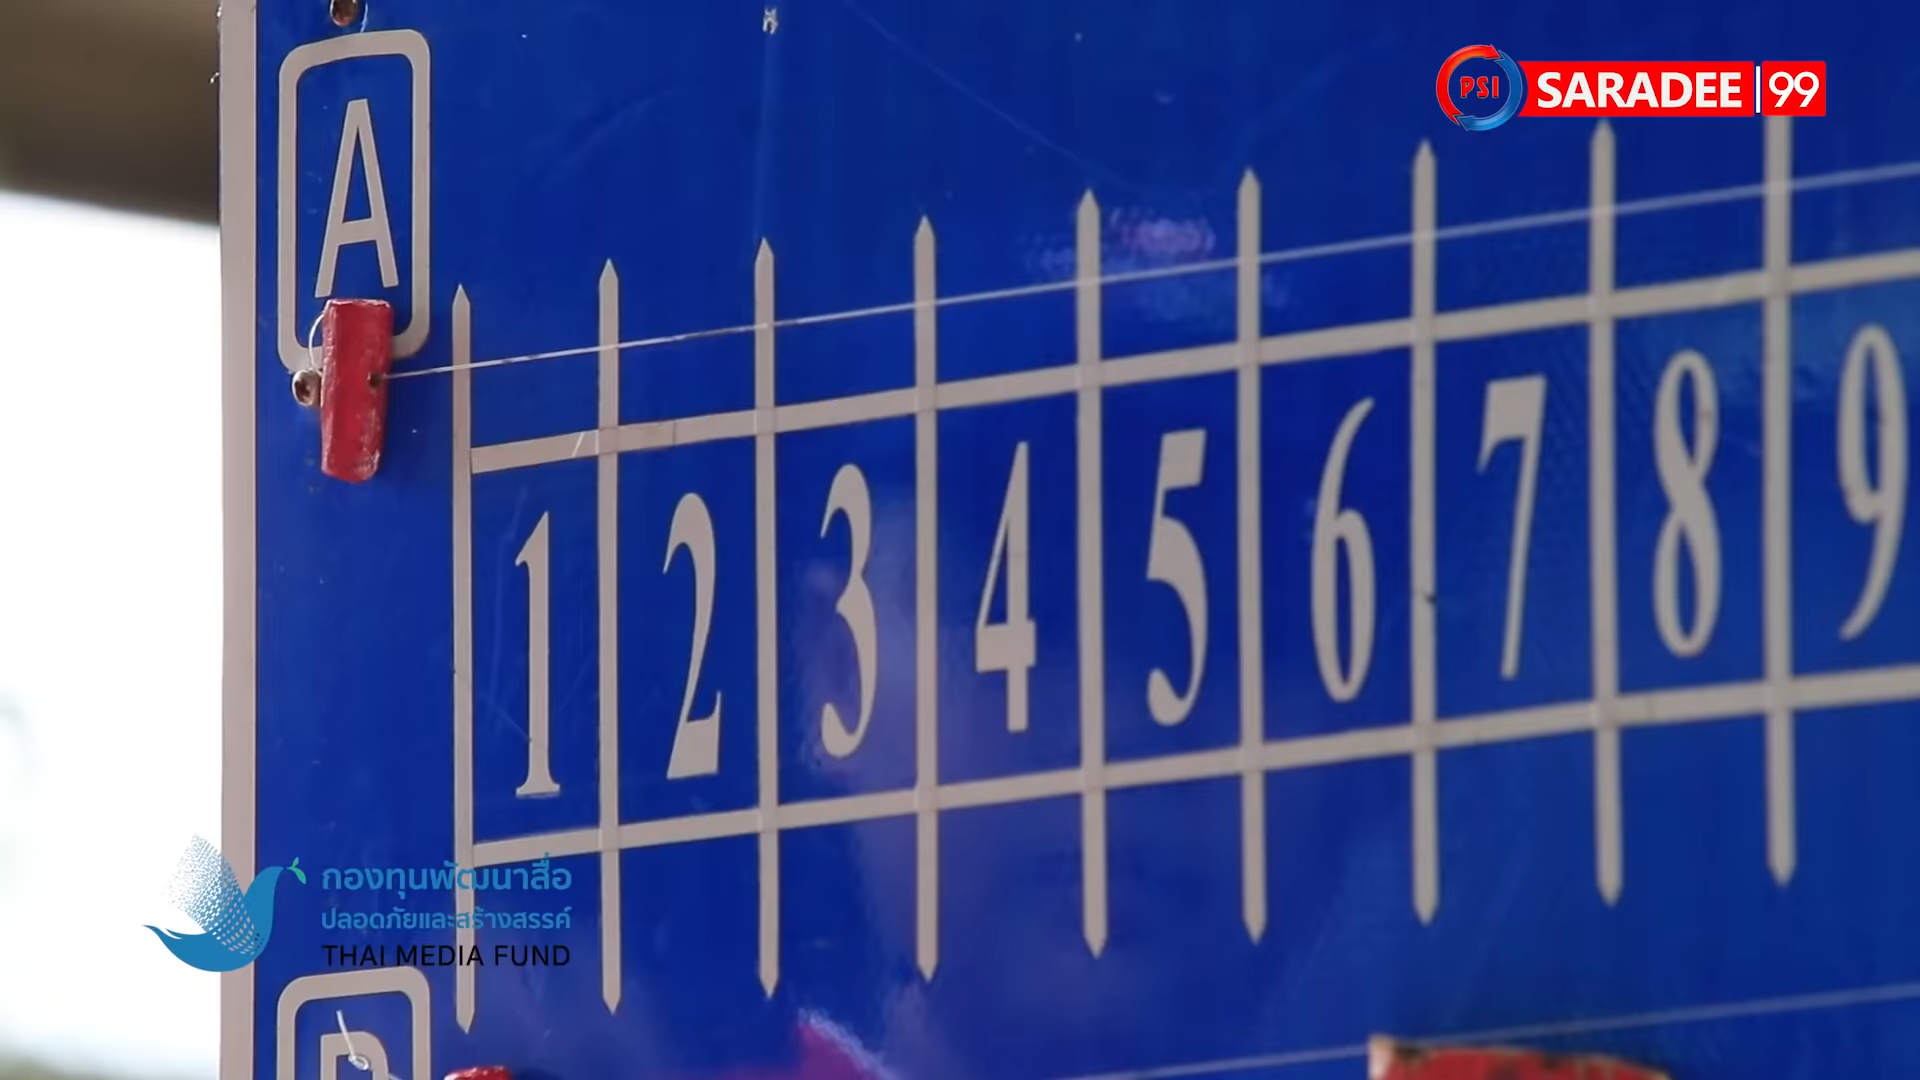 PSI SARADEE 99
A
1 2 3 4 5 6 7 8 9
กองทุนพัฒนาสื่อ
ปลอดภัยและสร้างสรรค์
THAI MEDIA FUND